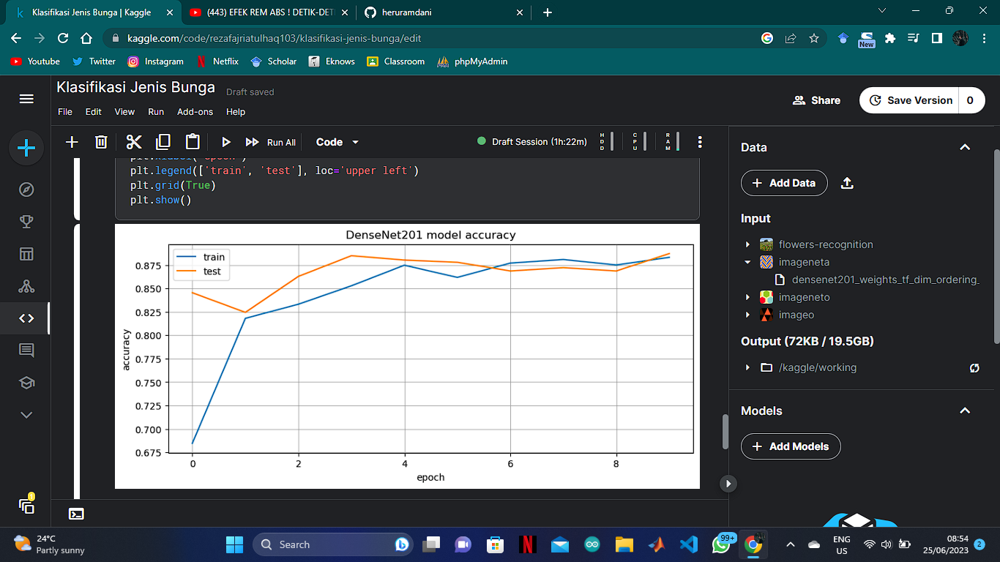 Klasifikasi Jenis Bunga | Kaggle
(443) EFEK REM ABS ! DETIK-DET
heruramdani
kaggle.com/code/rezafajriatulhaq103/klasifikasi-jenis-bunga/edit
New
Youtube Twitter Instagram Netflix Scholar Eknows Classroom phpMyAdmin
Klasifikasi Jenis Bunga Draft saved
Share Save Version 0
File Edit View Run Add-ons Help
Run All Code Draft Session (1h:22m) HDD CPU RAM
plt.xlabel('epoch')
plt.legend(['train', 'test'], loc='upper left')
plt.grid(True)
plt.show()
DenseNet201 model accuracy
train
test
0.875
0.850
0.825
0.800
0.775
0.750
0.725
0.700
0.675
accuracy
0 2 4 6 8
epoch
Data
Add Data
Input
flowers-recognition
imageneta
densenet201_weights_tf_dim_ordering_
imageneto
imageo
Output (72KB / 19.5GB)
/kaggle/working
Models
Add Models
1
24°C
Partly sunny
Search
99+
ENG
US
08:54
25/06/2023
2